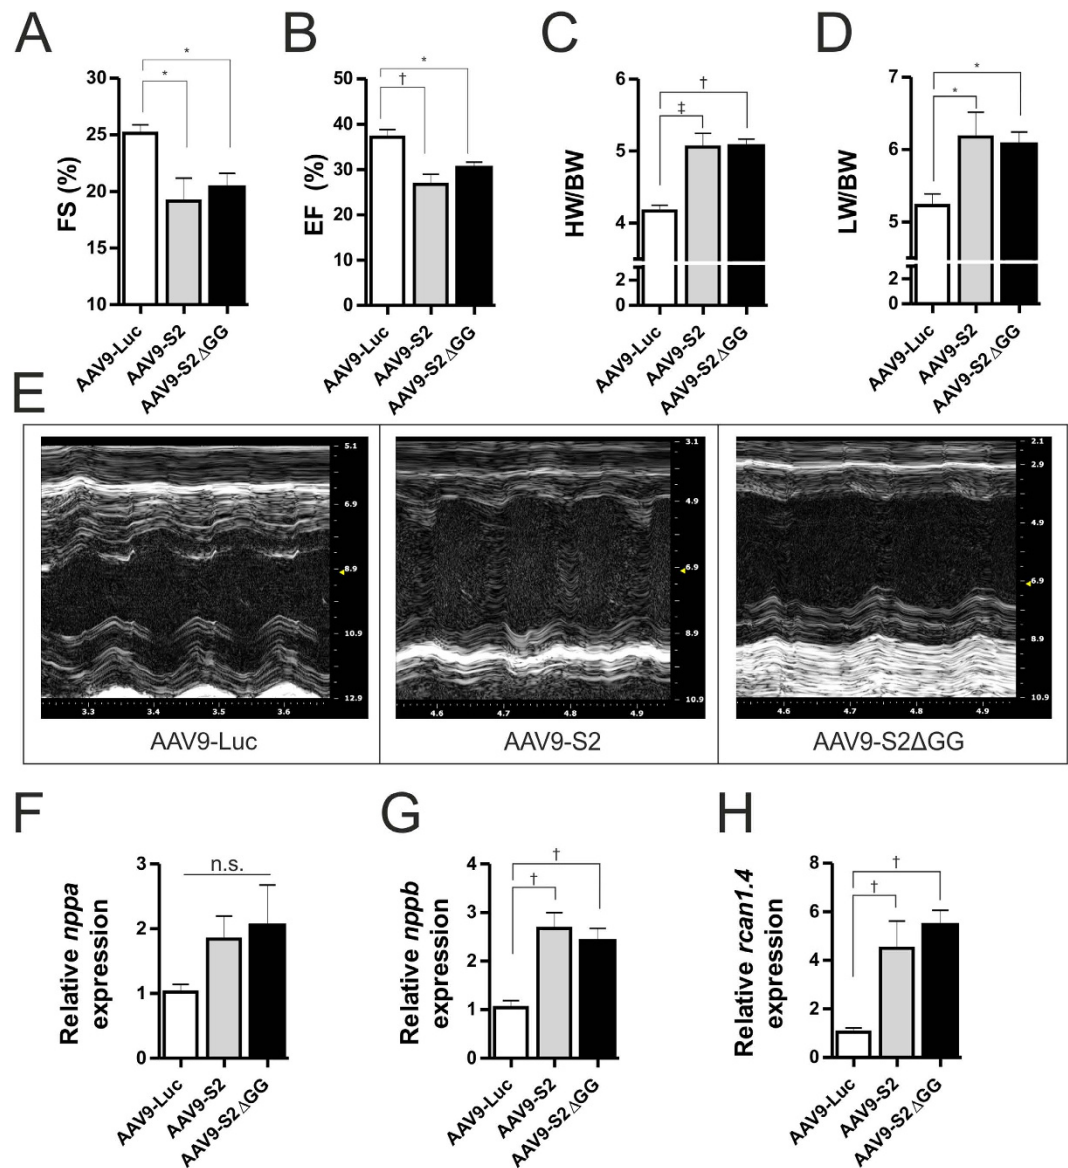 A
B
C
D
*
*
30
25
20
15
10
FS (%)
AAV9-Luc
AAV9-S2
AAV9-S2ΔGG
*
†
50
40
30
20
10
0
EF (%)
AAV9-Luc
AAV9-S2
AAV9-S2ΔGG
†
‡
6
5
4
2
0
HW/BW
AAV9-Luc
AAV9-S2
AAV9-S2ΔGG
*
*
7
6
5
2
0
LW/BW
AAV9-Luc
AAV9-S2
AAV9-S2ΔGG
E
5.1
6.9
8.9
10.9
12.9
3.3
3.4
3.5
3.6
AAV9-Luc
3.1
4.9
6.9
8.9
10.9
4.6
4.7
4.8
4.9
AAV9-S2
2.1
2.9
4.9
6.9
8.9
10.9
4.6
4.7
4.8
4.9
AAV9-S2ΔGG
F
G
H
n.s.
3
2
1
0
Relative nppa
expression
AAV9-Luc
AAV9-S2
AAV9-S2ΔGG
†
†
4
3
2
1
0
Relative nppb
expression
AAV9-Luc
AAV9-S2
AAV9-S2ΔGG
†
†
8
6
4
2
0
Relative rcan1.4
expression
AAV9-Luc
AAV9-S2
AAV9-S2ΔGG